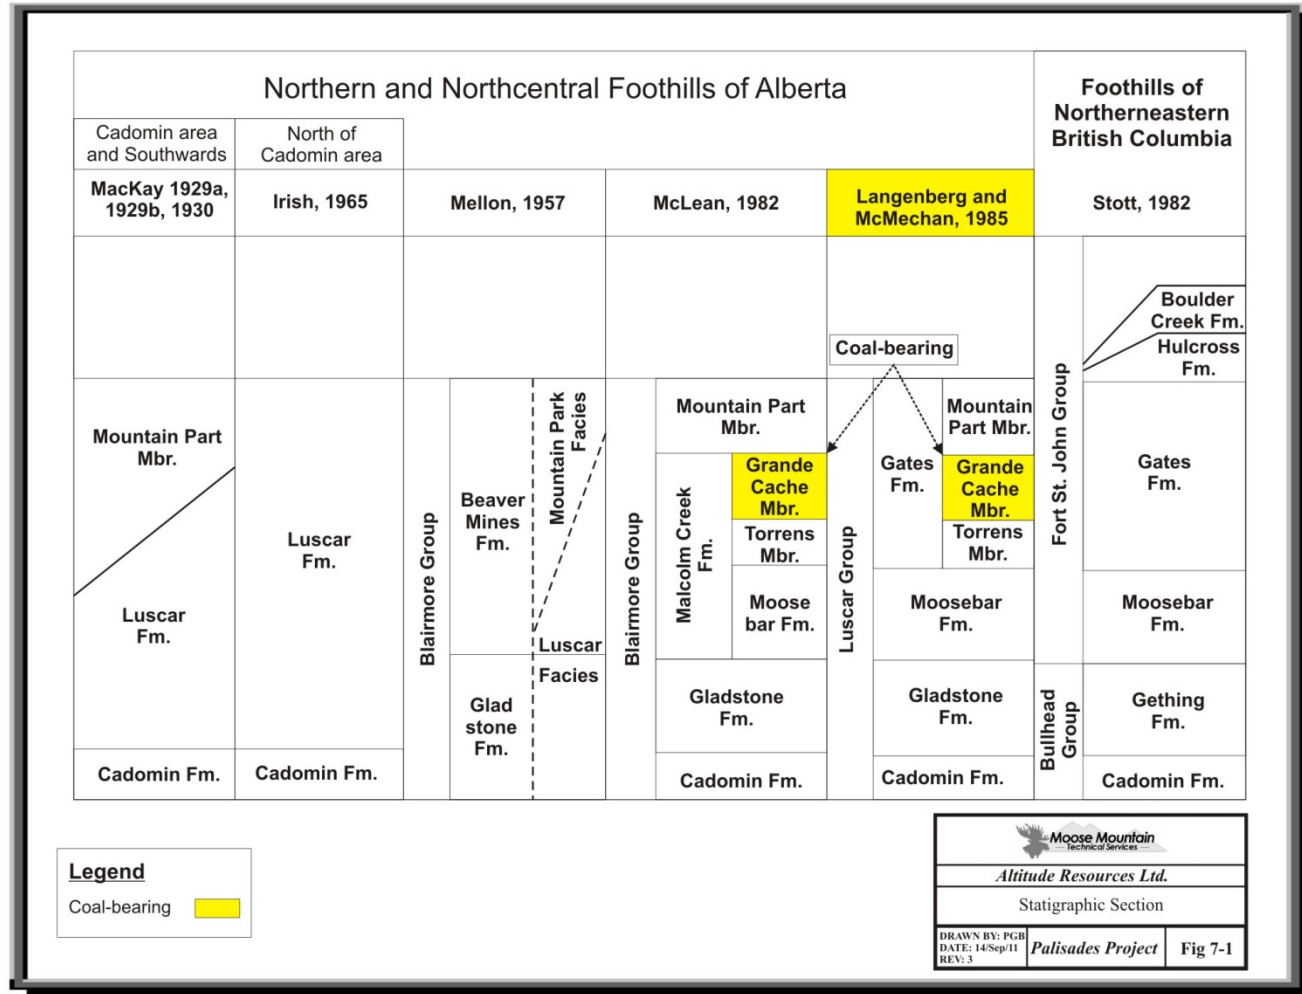 Northern and Northcentral Foothills of Alberta
Foothills of
Northerneastern
British Columbia
Cadomin area
and Southwards
North of
Cadomin area
MacKay 1929a,
1929b, 1930
Irish, 1965
Mellon, 1957
McLean, 1982
Langenberg and
McMechan, 1985
Stott, 1982
Mountain Part
Mbr.
Luscar
Fm.
Cadomin Fm.
Luscar
Fm.
Cadomin Fm.
Blairmore Group
Beaver
Mines
Fm.
Glad
stone
Fm.
Mountain Park
Facies
Luscar
Facies
Blairmore Group
Mountain Part
Mbr.
Malcolm Creek
Fm.
Grande
Cache
Mbr.
Torrens
Mbr.
Moose
bar Fm.
Gladstone
Fm.
Cadomin Fm.
Coal-bearing
Luscar Group
Gates
Fm.
Mountain
Part Mbr.
Grande
Cache
Mbr.
Torrens
Mbr.
Moosebar
Fm.
Gladstone
Fm.
Cadomin Fm.
Fort St. John Group
Bullhead
Group
Boulder
Creek Fm.
Hulcross
Fm.
Gates
Fm.
Moosebar
Fm.
Gething
Fm.
Cadomin Fm.
Legend
Coal-bearing
Moose Mountain
Technical Services
Altitude Resources Ltd.
Statigraphic Section
DRAWN BY: PGB
DATE: 14/Sep/11
REV: 3
Palisades Project
Fig 7-1